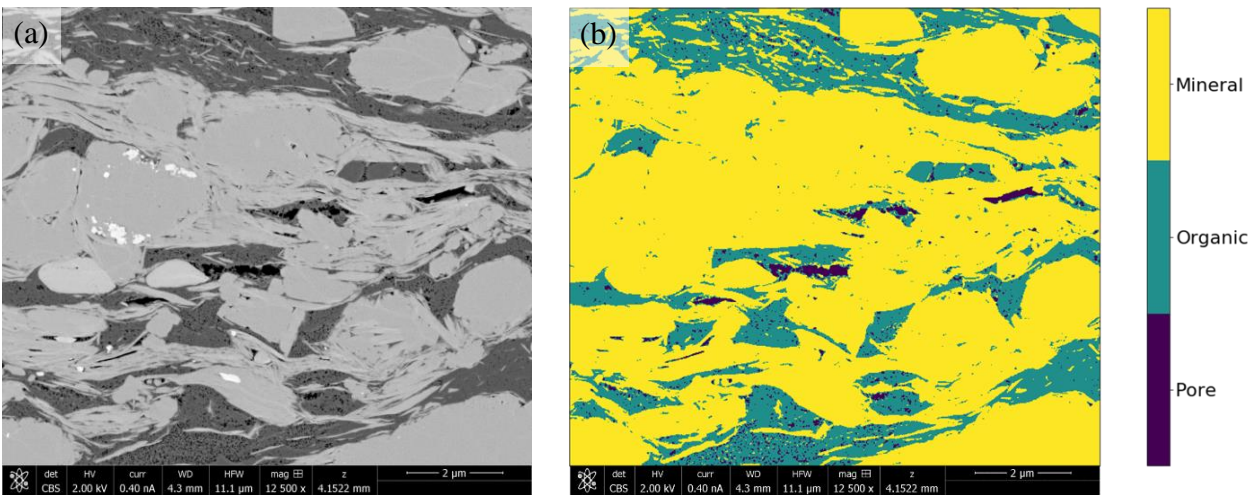 (a)
(b)
Mineral
Organic
Pore
det HV curr WD HFW mag z 2 μm
CBS 2.00 kV 0.40 nA 4.3 mm 11.1 μm 12 500 x 4.1522 mm
det HV curr WD HFW mag z 2 μm
CBS 2.00 kV 0.40 nA 4.3 mm 11.1 μm 12 500 x 4.1522 mm